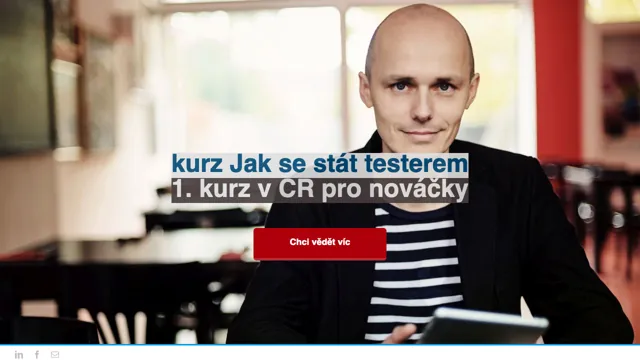 kurz Jak se stát testerem
1. kurz v ČR pro nováčky
Chci vědět víc